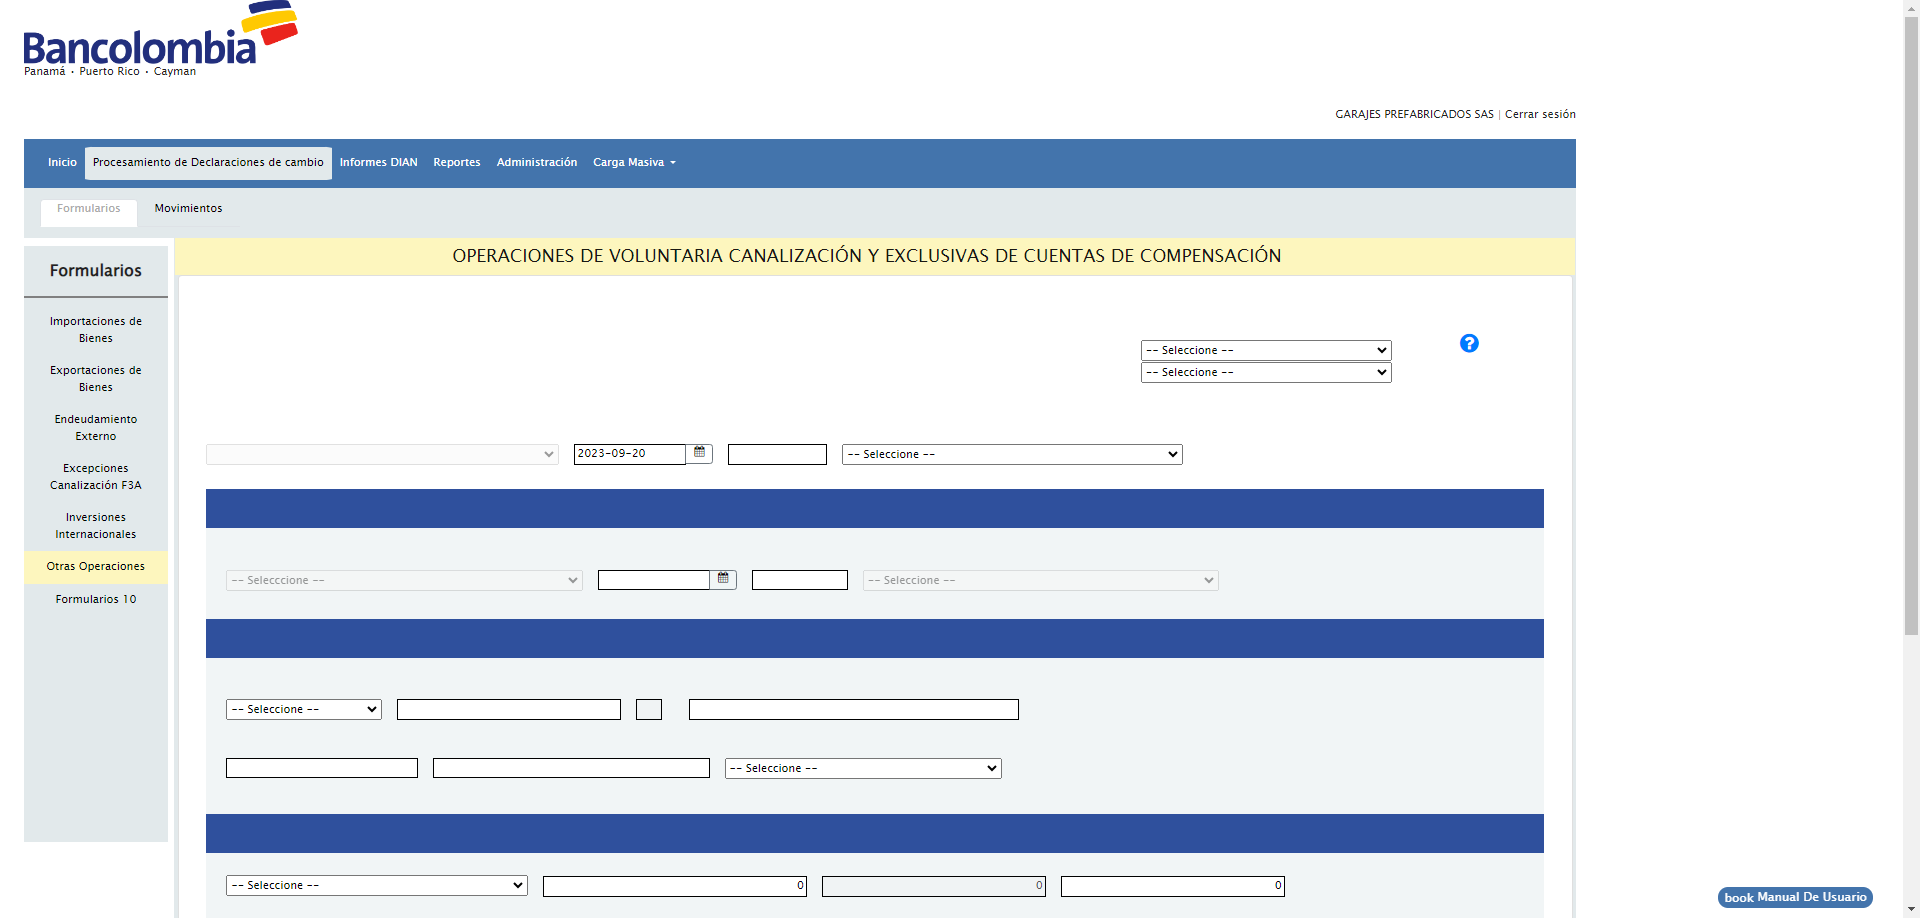 Bancolombia
Panamá • Puerto Rico • Cayman
GARAJES PREFABRICADOS SAS | Cerrar sesión
Inicio Procesamiento de Declaraciones de cambio Informes DIAN Reportes Administración Carga Masiva
Formularios Movimientos
OPERACIONES DE VOLUNTARIA CANALIZACIÓN Y EXCLUSIVAS DE CUENTAS DE COMPENSACIÓN
Formularios
Importaciones de
Bienes
Exportaciones de
Bienes
Endeudamiento
Externo
Excepciones
Canalización F3A
Inversiones
Internacionales
Otras Operaciones
Formularios 10
-- Seleccione --
?
-- Seleccione --
2023-09-20 -- Seleccione --
-- Selecccione -- -- Seleccione --
-- Seleccione --
-- Seleccione --
-- Seleccione -- 0 0 0
book Manual De Usuario